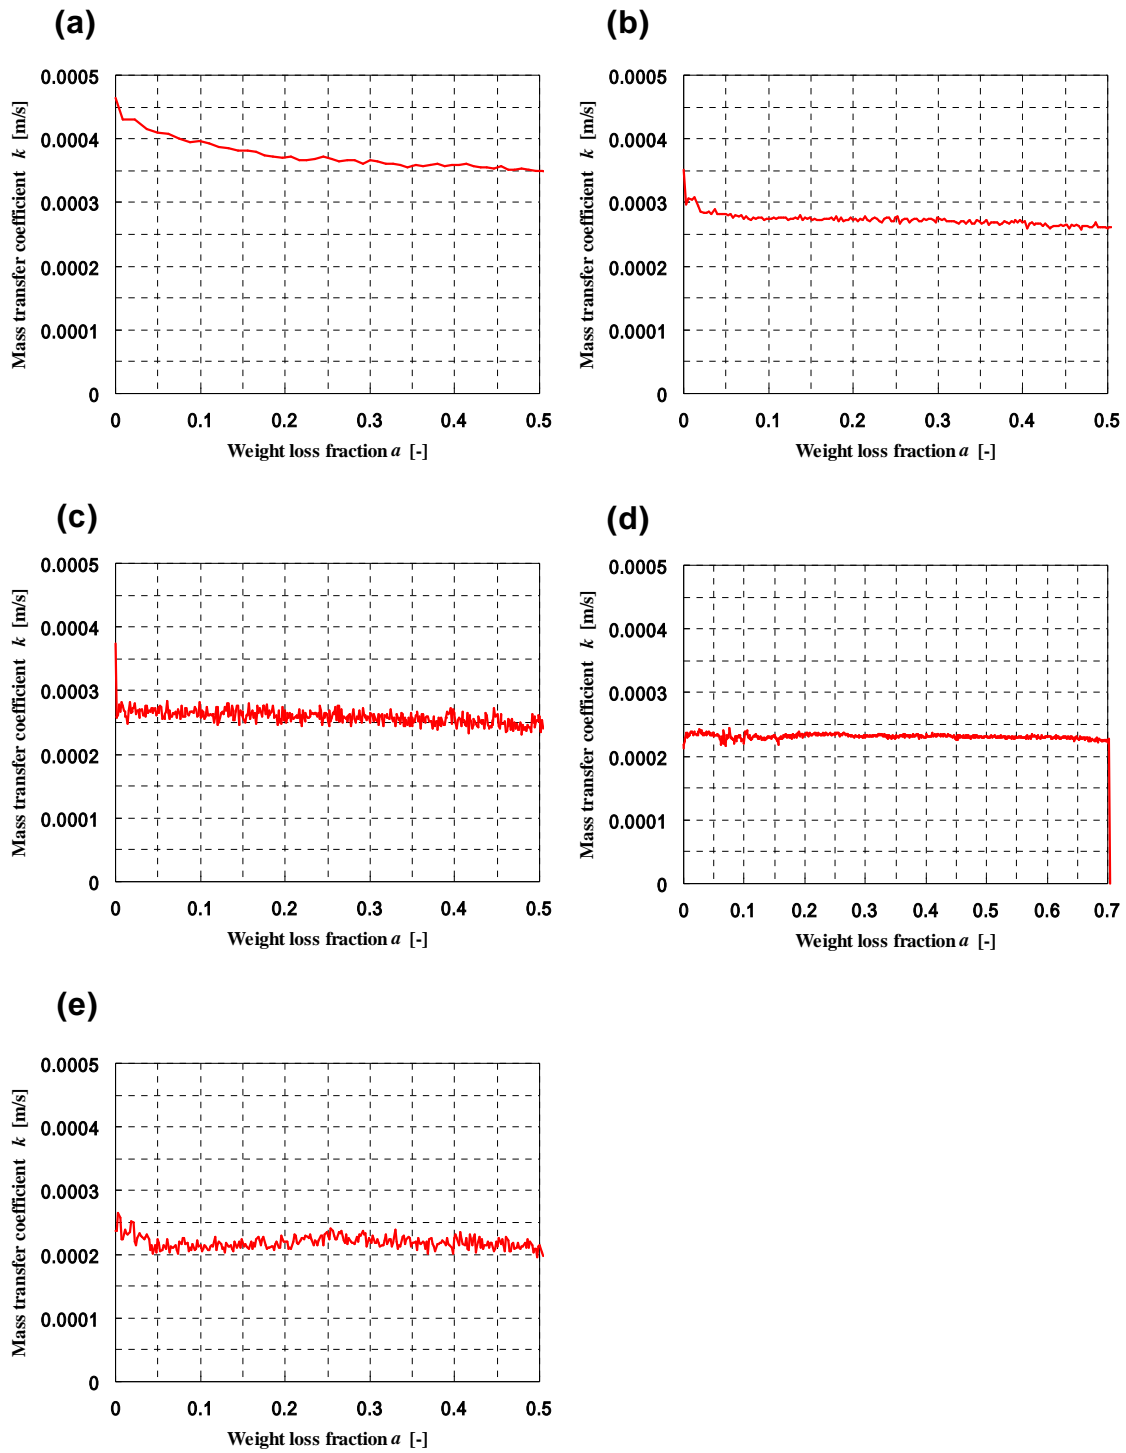 (a)
0.0005
0.0004
0.0003
0.0002
0.0001
0
0 0.1 0.2 0.3 0.4 0.5
Mass transfer coefficient k [m/s]
Weight loss fraction a [-]
(b)
0.0005
0.0004
0.0003
0.0002
0.0001
0
0 0.1 0.2 0.3 0.4 0.5
Mass transfer coefficient k [m/s]
Weight loss fraction a [-]
(c)
0.0005
0.0004
0.0003
0.0002
0.0001
0
0 0.1 0.2 0.3 0.4 0.5
Mass transfer coefficient k [m/s]
Weight loss fraction a [-]
(d)
0.0005
0.0004
0.0003
0.0002
0.0001
0
0 0.1 0.2 0.3 0.4 0.5 0.6 0.7
Mass transfer coefficient k [m/s]
Weight loss fraction a [-]
(e)
0.0005
0.0004
0.0003
0.0002
0.0001
0
0 0.1 0.2 0.3 0.4 0.5
Mass transfer coefficient k [m/s]
Weight loss fraction a [-]